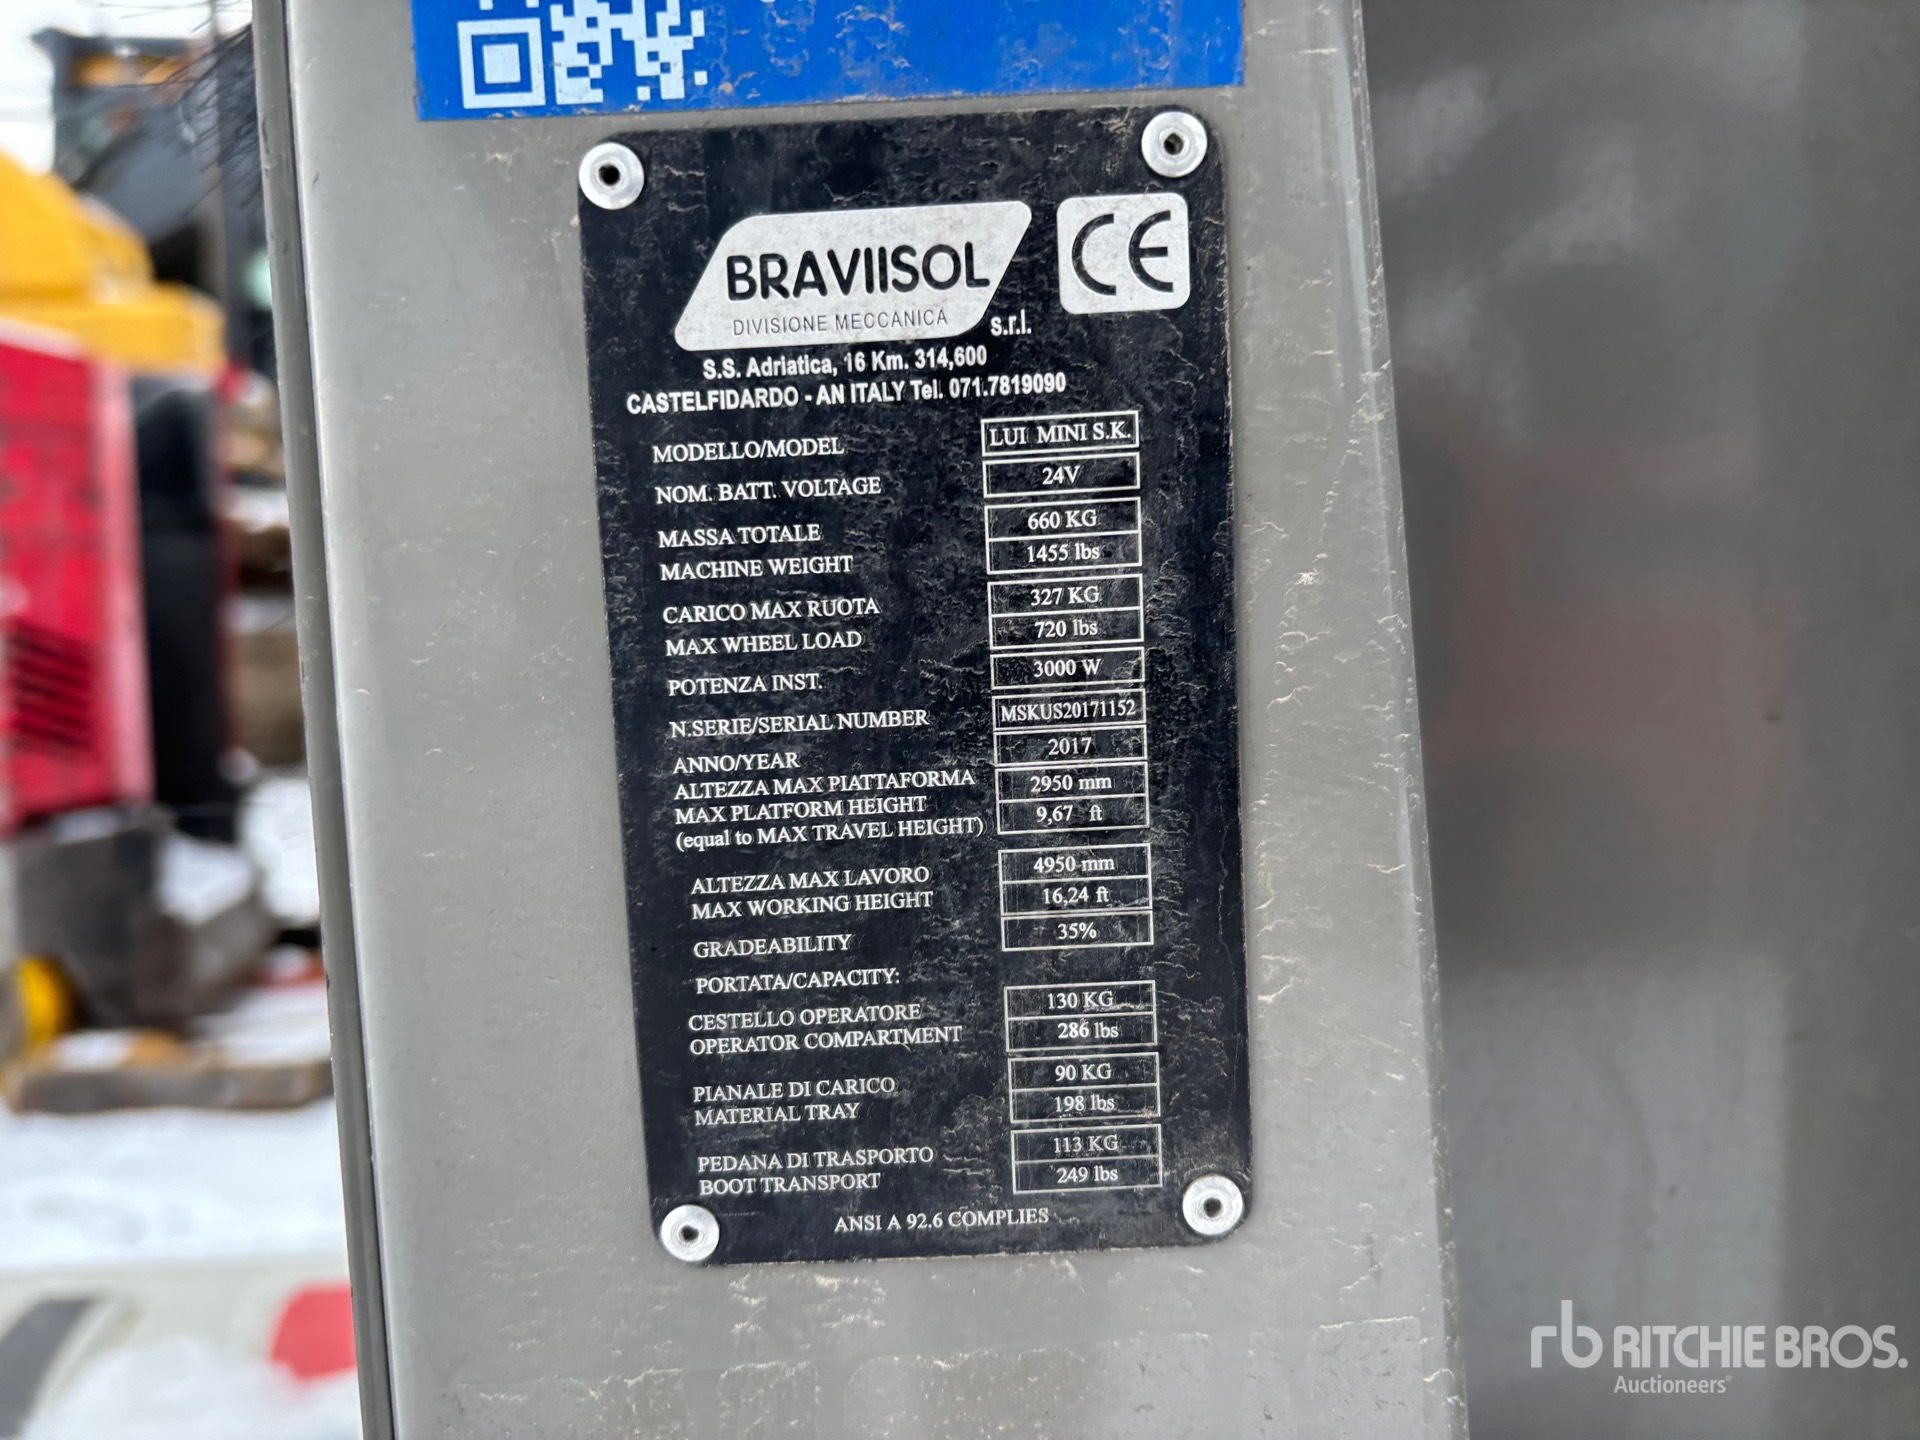 BRAVIISOL
DIVISIONE MECCANICA
s.r.l.
CE
S.S. Adriatica, 16 Km. 314,600
CASTELFIDARDO - AN ITALY Tel. 071.7819090
MODELLO/MODEL LUI MINI S.K.
NOM. BATT. VOLTAGE 24V
MASSA TOTALE 660 KG
MACHINE WEIGHT 1455 lbs
CARICO MAX RUOTA 327 KG
MAX WHEEL LOAD 720 lbs
POTENZA INST. 3000 W
N.SERIE/SERIAL NUMBER MSKUS20171152
ANNO/YEAR 2017
ALTEZZA MAX PIATTAFORMA 2950 mm
MAX PLATFORM HEIGHT 9,67 ft
(equal to MAX TRAVEL HEIGHT)
ALTEZZA MAX LAVORO 4950 mm
MAX WORKING HEIGHT 16,24 ft
GRADEABILITY 35%
PORTATA/CAPACITY:
CESTELLO OPERATORE 130 KG
OPERATOR COMPARTMENT 286 lbs
PIANALE DI CARICO 90 KG
MATERIAL TRAY 198 lbs
PEDANA DI TRASPORTO 113 KG
BOOT TRANSPORT 249 lbs
ANSI A 92.6 COMPLIES
rb RITCHIE BROS.
Auctioneers